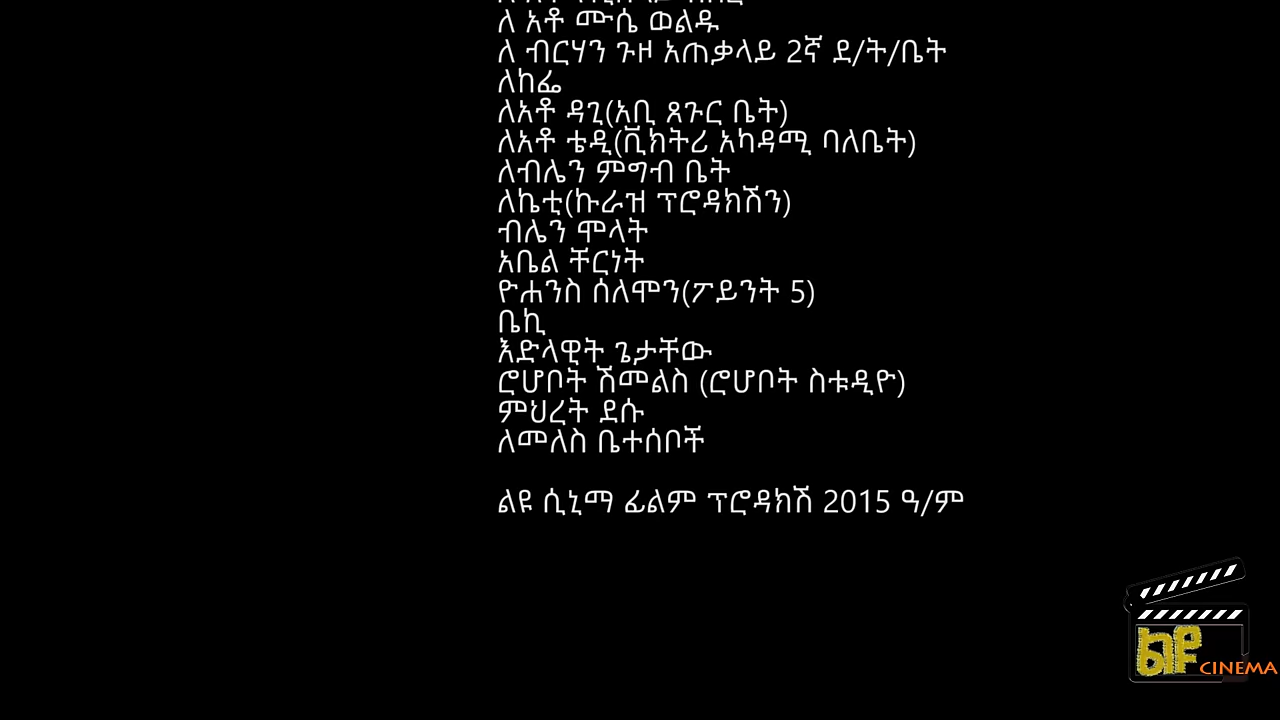 ለ አቶ ሙሴ ወልዱ
ለ ብርሃን ጉዞ አጠቃላይ 2ኛ ደ/ት/ቤት
ለከፌ
ለአቶ ዳጊ(አቢ ጸጉር ቤት)
ለአቶ ቴዲ(ቪክትሪ አካዳሚ ባለቤት)
ለብሌን ምግብ ቤት
ለኬቲ(ኩራዝ ፕሮዳክሽን)
ብሌን ሞላት
አቤል ቸርነት
ዮሐንስ ሰለሞን(ፖይንት 5)
ቤኪ
እድላዊት ጌታቸው
ሮሆቦት ሽመልስ (ሮሆቦት ስቱዲዮ)
ምህረት ደሱ
ለመለስ ቤተሰቦች
ልዩ ሲኒማ ፊልም ፕሮዳክሽ 2015 ዓ/ም
ልዩ CINEMA